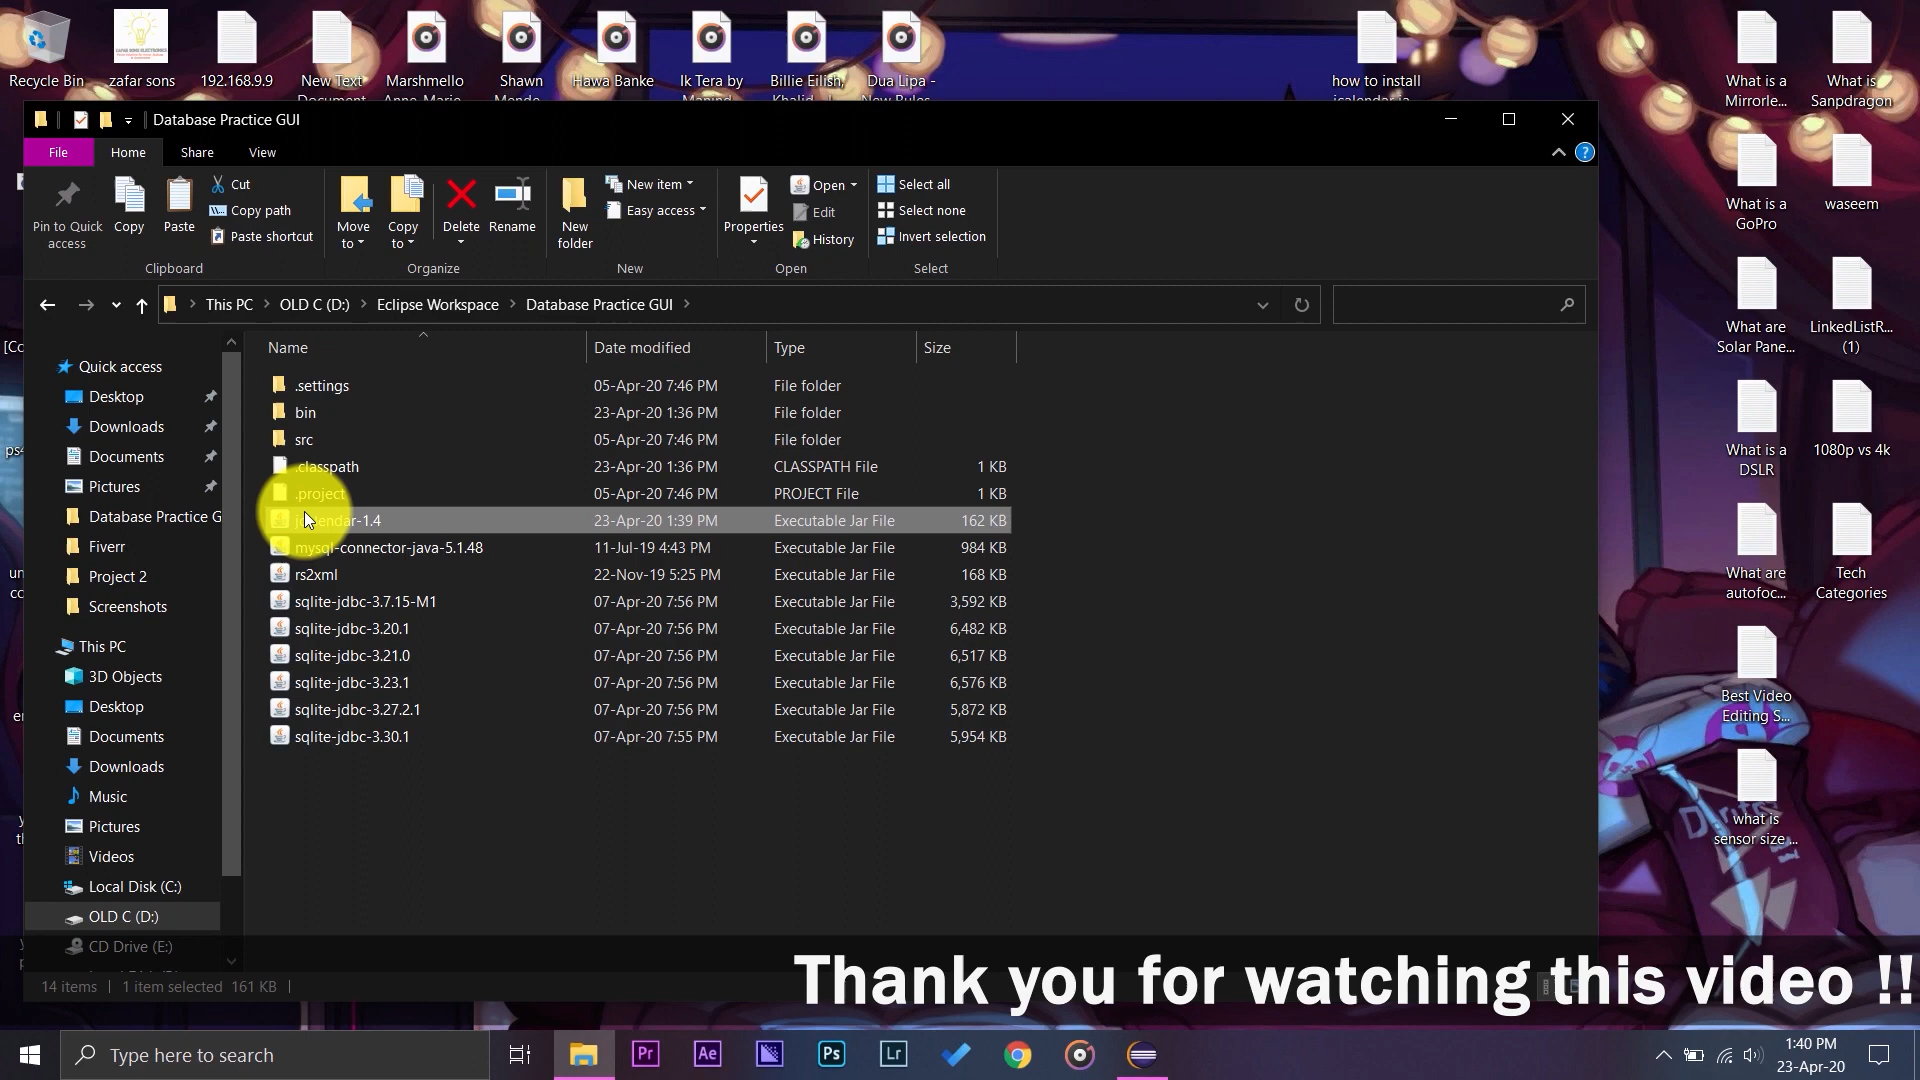 Recycle Bin
zafar sons
192.168.9.9
New Text
Marshmello
Shawn
Hawa Banke
Ik Tera by
Billie Eilish,
Dua Lipa -
how to install
What is a
Mirrorle...
What is
Sanpdragon
Database Practice GUI
File
Home
Share
View
Pin to Quick
access
Copy
Paste
Cut
Copy path
Paste shortcut
Clipboard
Move
to
Copy
to
Delete
Rename
Organize
New
folder
New item
Easy access
New
Properties
Open
Edit
History
Open
Select all
Select none
Invert selection
Select
What is a
GoPro
waseem
This PC
OLD C (D:)
Eclipse Workspace
Database Practice GUI
What are
Solar Pane...
LinkedListR...
(1)
Name
Date modified
Type
Size
.settings 05-Apr-20 7:46 PM File folder
bin 23-Apr-20 1:36 PM File folder
src 05-Apr-20 7:46 PM File folder
.classpath 23-Apr-20 1:36 PM CLASSPATH File 1 KB
.project 05-Apr-20 7:46 PM PROJECT File 1 KB
23-Apr-20 1:39 PM Executable Jar File 162 KB
mysql-connector-java-5.1.48 11-Jul-19 4:43 PM Executable Jar File 984 KB
rs2xml 22-Nov-19 5:25 PM Executable Jar File 168 KB
sqlite-jdbc-3.7.15-M1 07-Apr-20 7:56 PM Executable Jar File 3,592 KB
sqlite-jdbc-3.20.1 07-Apr-20 7:56 PM Executable Jar File 6,482 KB
sqlite-jdbc-3.21.0 07-Apr-20 7:56 PM Executable Jar File 6,517 KB
sqlite-jdbc-3.23.1 07-Apr-20 7:56 PM Executable Jar File 6,576 KB
sqlite-jdbc-3.27.2.1 07-Apr-20 7:56 PM Executable Jar File 5,872 KB
sqlite-jdbc-3.30.1 07-Apr-20 7:55 PM Executable Jar File 5,954 KB
Quick access
Desktop
Downloads
Documents
Pictures
Database Practice G
Fiverr
Project 2
Screenshots
This PC
3D Objects
Desktop
Documents
Downloads
Music
Pictures
Videos
Local Disk (C:)
OLD C (D:)
CD Drive (E:)
What is a
DSLR
1080p vs 4k
What are
autofoc...
Tech
Categories
Best Video
Editing S...
what is
sensor size ...
14 items
1 item selected 161 KB
Thank you for watching this video !!
Type here to search
Pr
Ae
Ps
Lr
1:40 PM
23-Apr-20